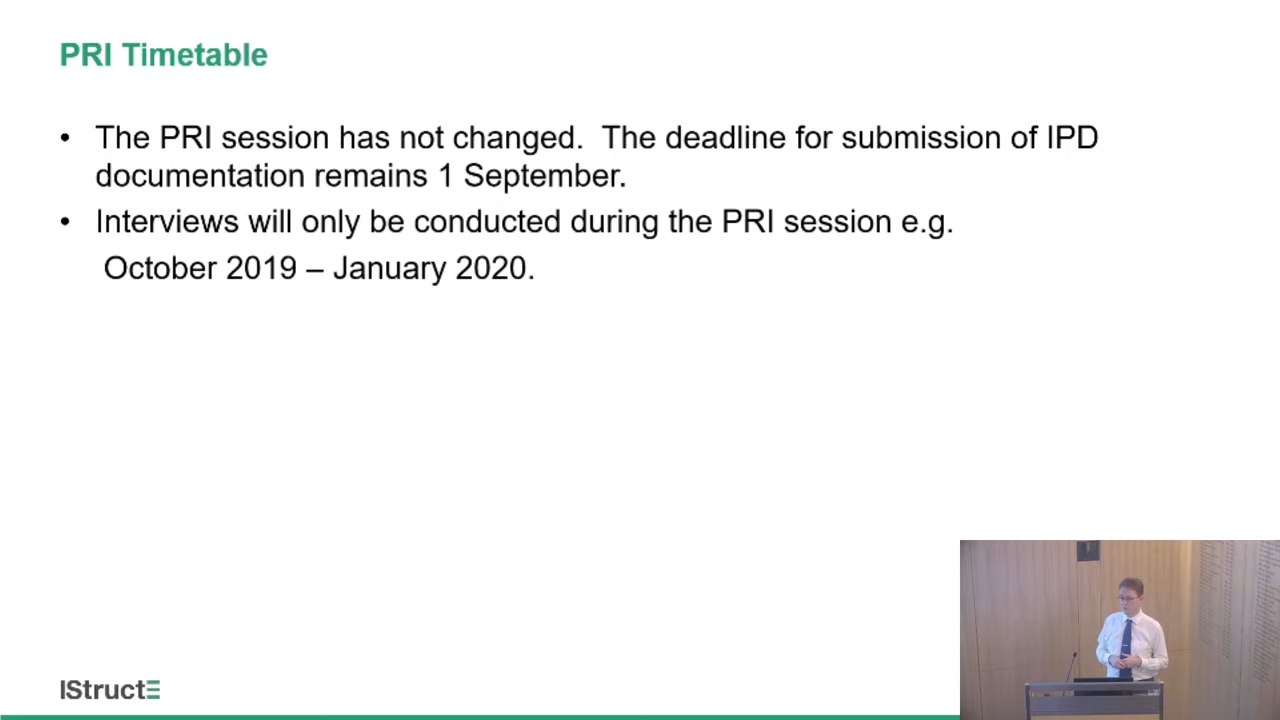 PRI Timetable
• The PRI session has not changed. The deadline for submission of IPD
documentation remains 1 September.
• Interviews will only be conducted during the PRI session e.g.
October 2019 – January 2020.
IStructE